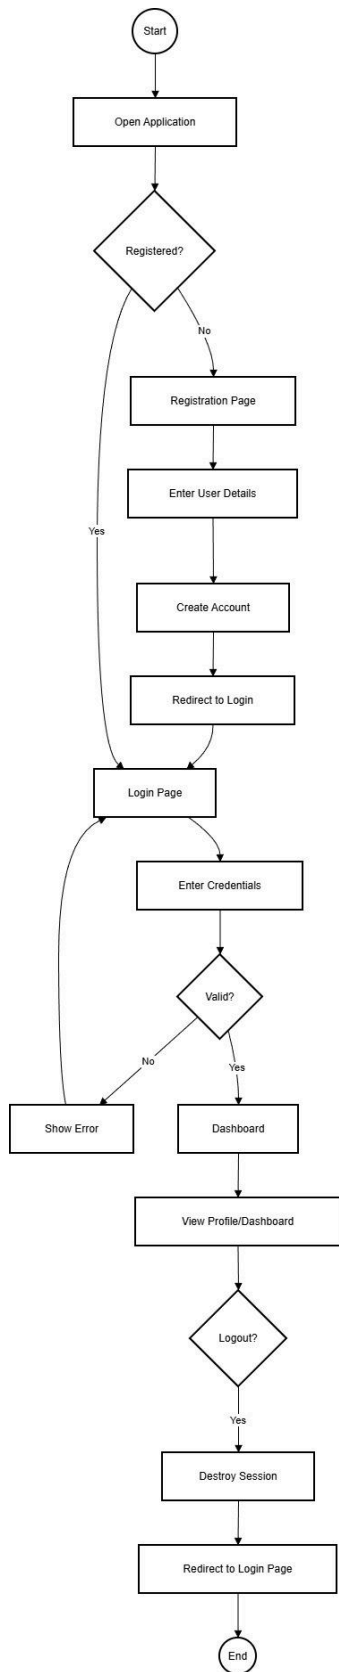 Start
Open Application
Registered?
No
Registration Page
Enter User Details
Yes
Create Account
Redirect to Login
Login Page
Enter Credentials
Valid?
No
Yes
Show Error
Dashboard
View Profile/Dashboard
Logout?
Yes
Destroy Session
Redirect to Login Page
End